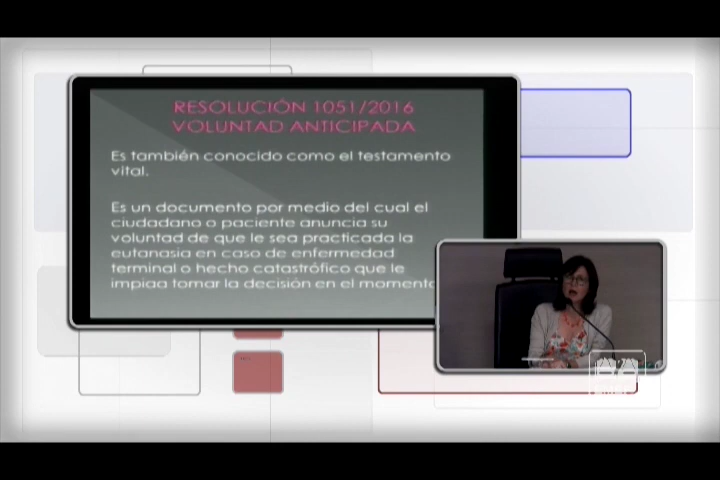 RESOLUCIÓN 1051/2016
VOLUNTAD ANTICIPADA
Es también conocido como el testamento
vital.
Es un documento por medio del cual el
ciudadano o paciente anuncia su
voluntad de que le sea practicada la
eutanasia en caso de enfermedad
terminal o hecho catastrófico que le
impida tomar la decisión en el momento